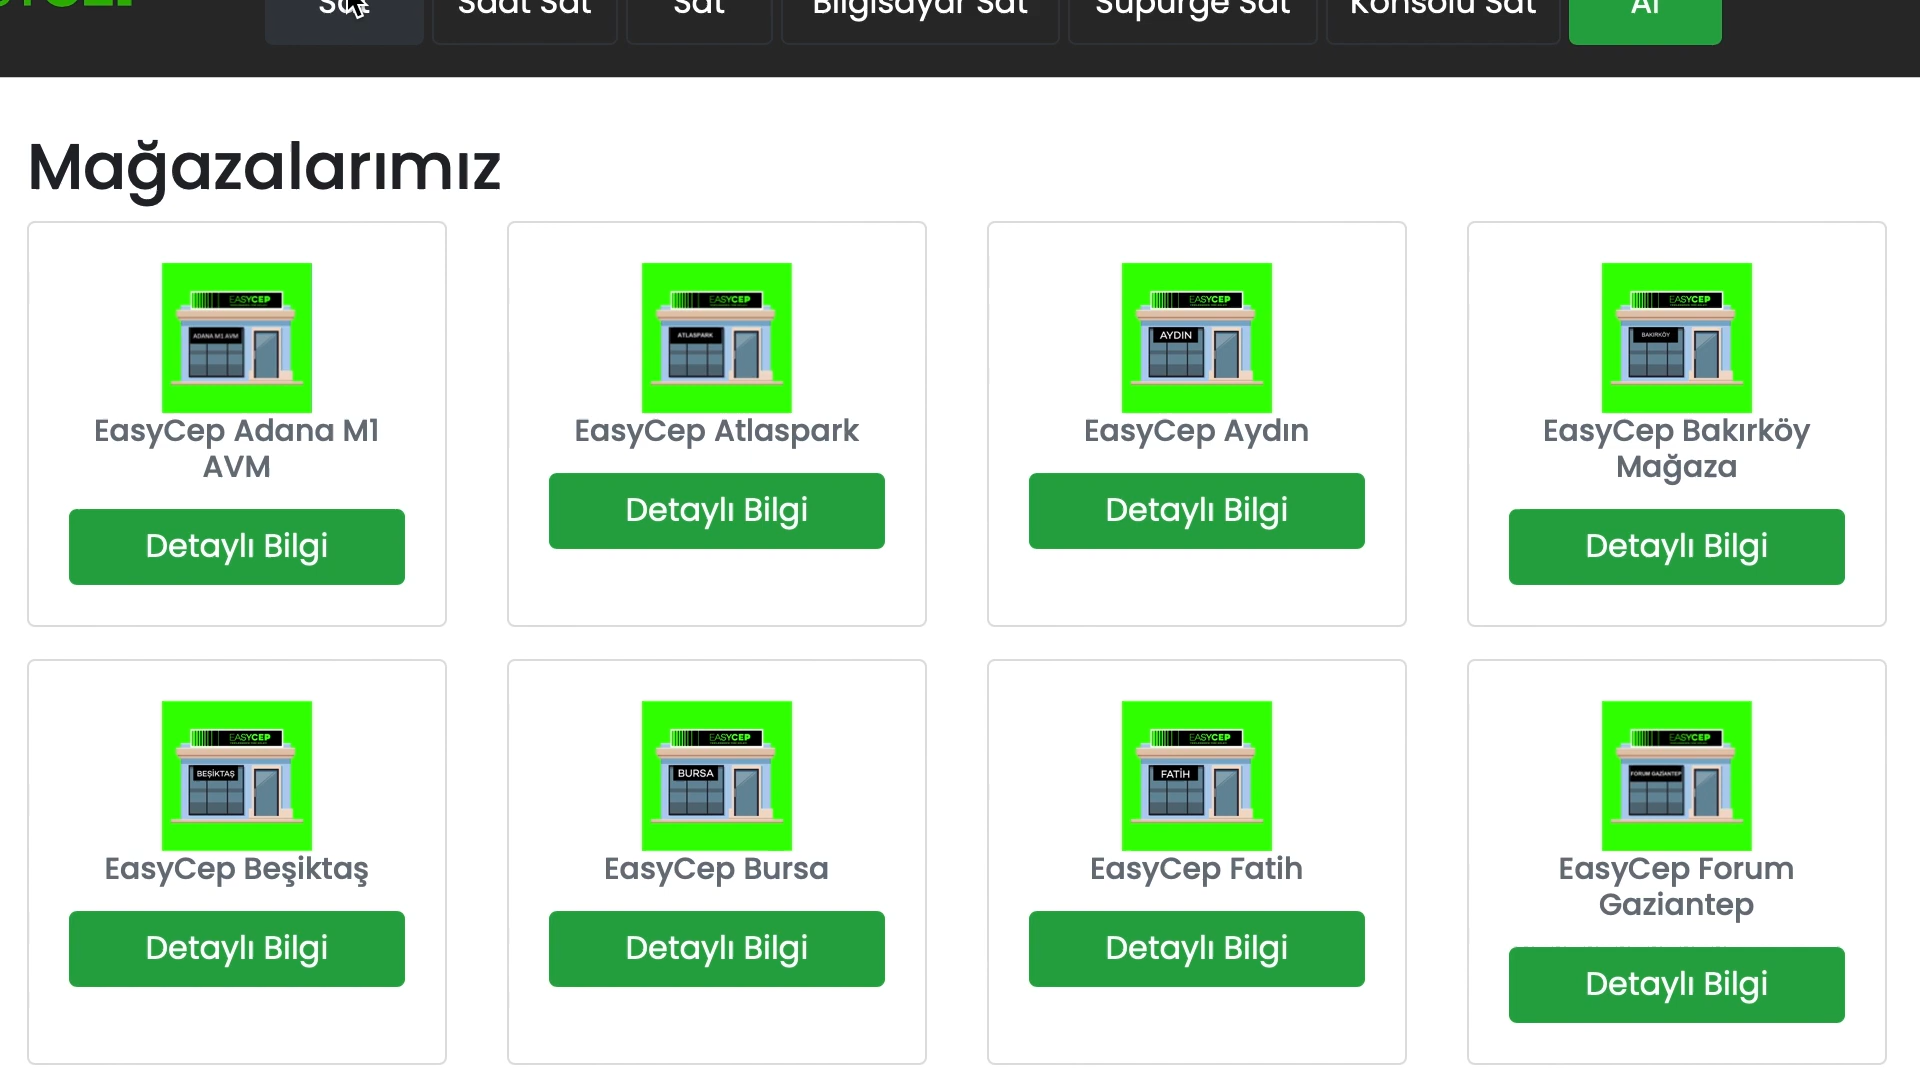 Saat Sat
Sat
Bilgisayar Sat
Süpürge Sat
Konsolu Sat
Al
Mağazalarımız
EASYCEP
ADANA M1 AVM
EASYCEP
ATLASPARK
EASYCEP
AYDIN
EASYCEP
BAKIRKÖY
EasyCep Adana M1
AVM
EasyCep Atlaspark
EasyCep Aydın
EasyCep Bakırköy
Mağaza
Detaylı Bilgi
Detaylı Bilgi
Detaylı Bilgi
Detaylı Bilgi
EASYCEP
BEŞİKTAŞ
EASYCEP
BURSA
EASYCEP
FATİH
EASYCEP
FORUM GAZİANTEP
EasyCep Beşiktaş
EasyCep Bursa
EasyCep Fatih
EasyCep Forum
Gaziantep
Detaylı Bilgi
Detaylı Bilgi
Detaylı Bilgi
Detaylı Bilgi